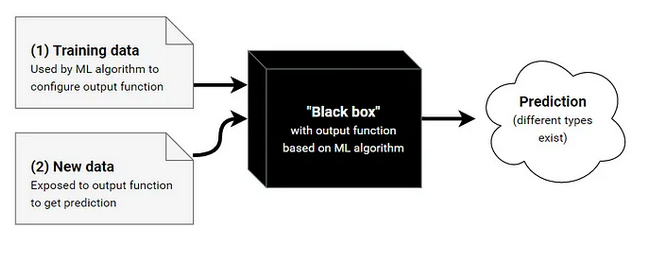 (1) Training data
Used by ML algorithm to
configure output function
(2) New data
Exposed to output function
to get prediction
"Black box"
with output function
based on ML algorithm
Prediction
(different types
exist)